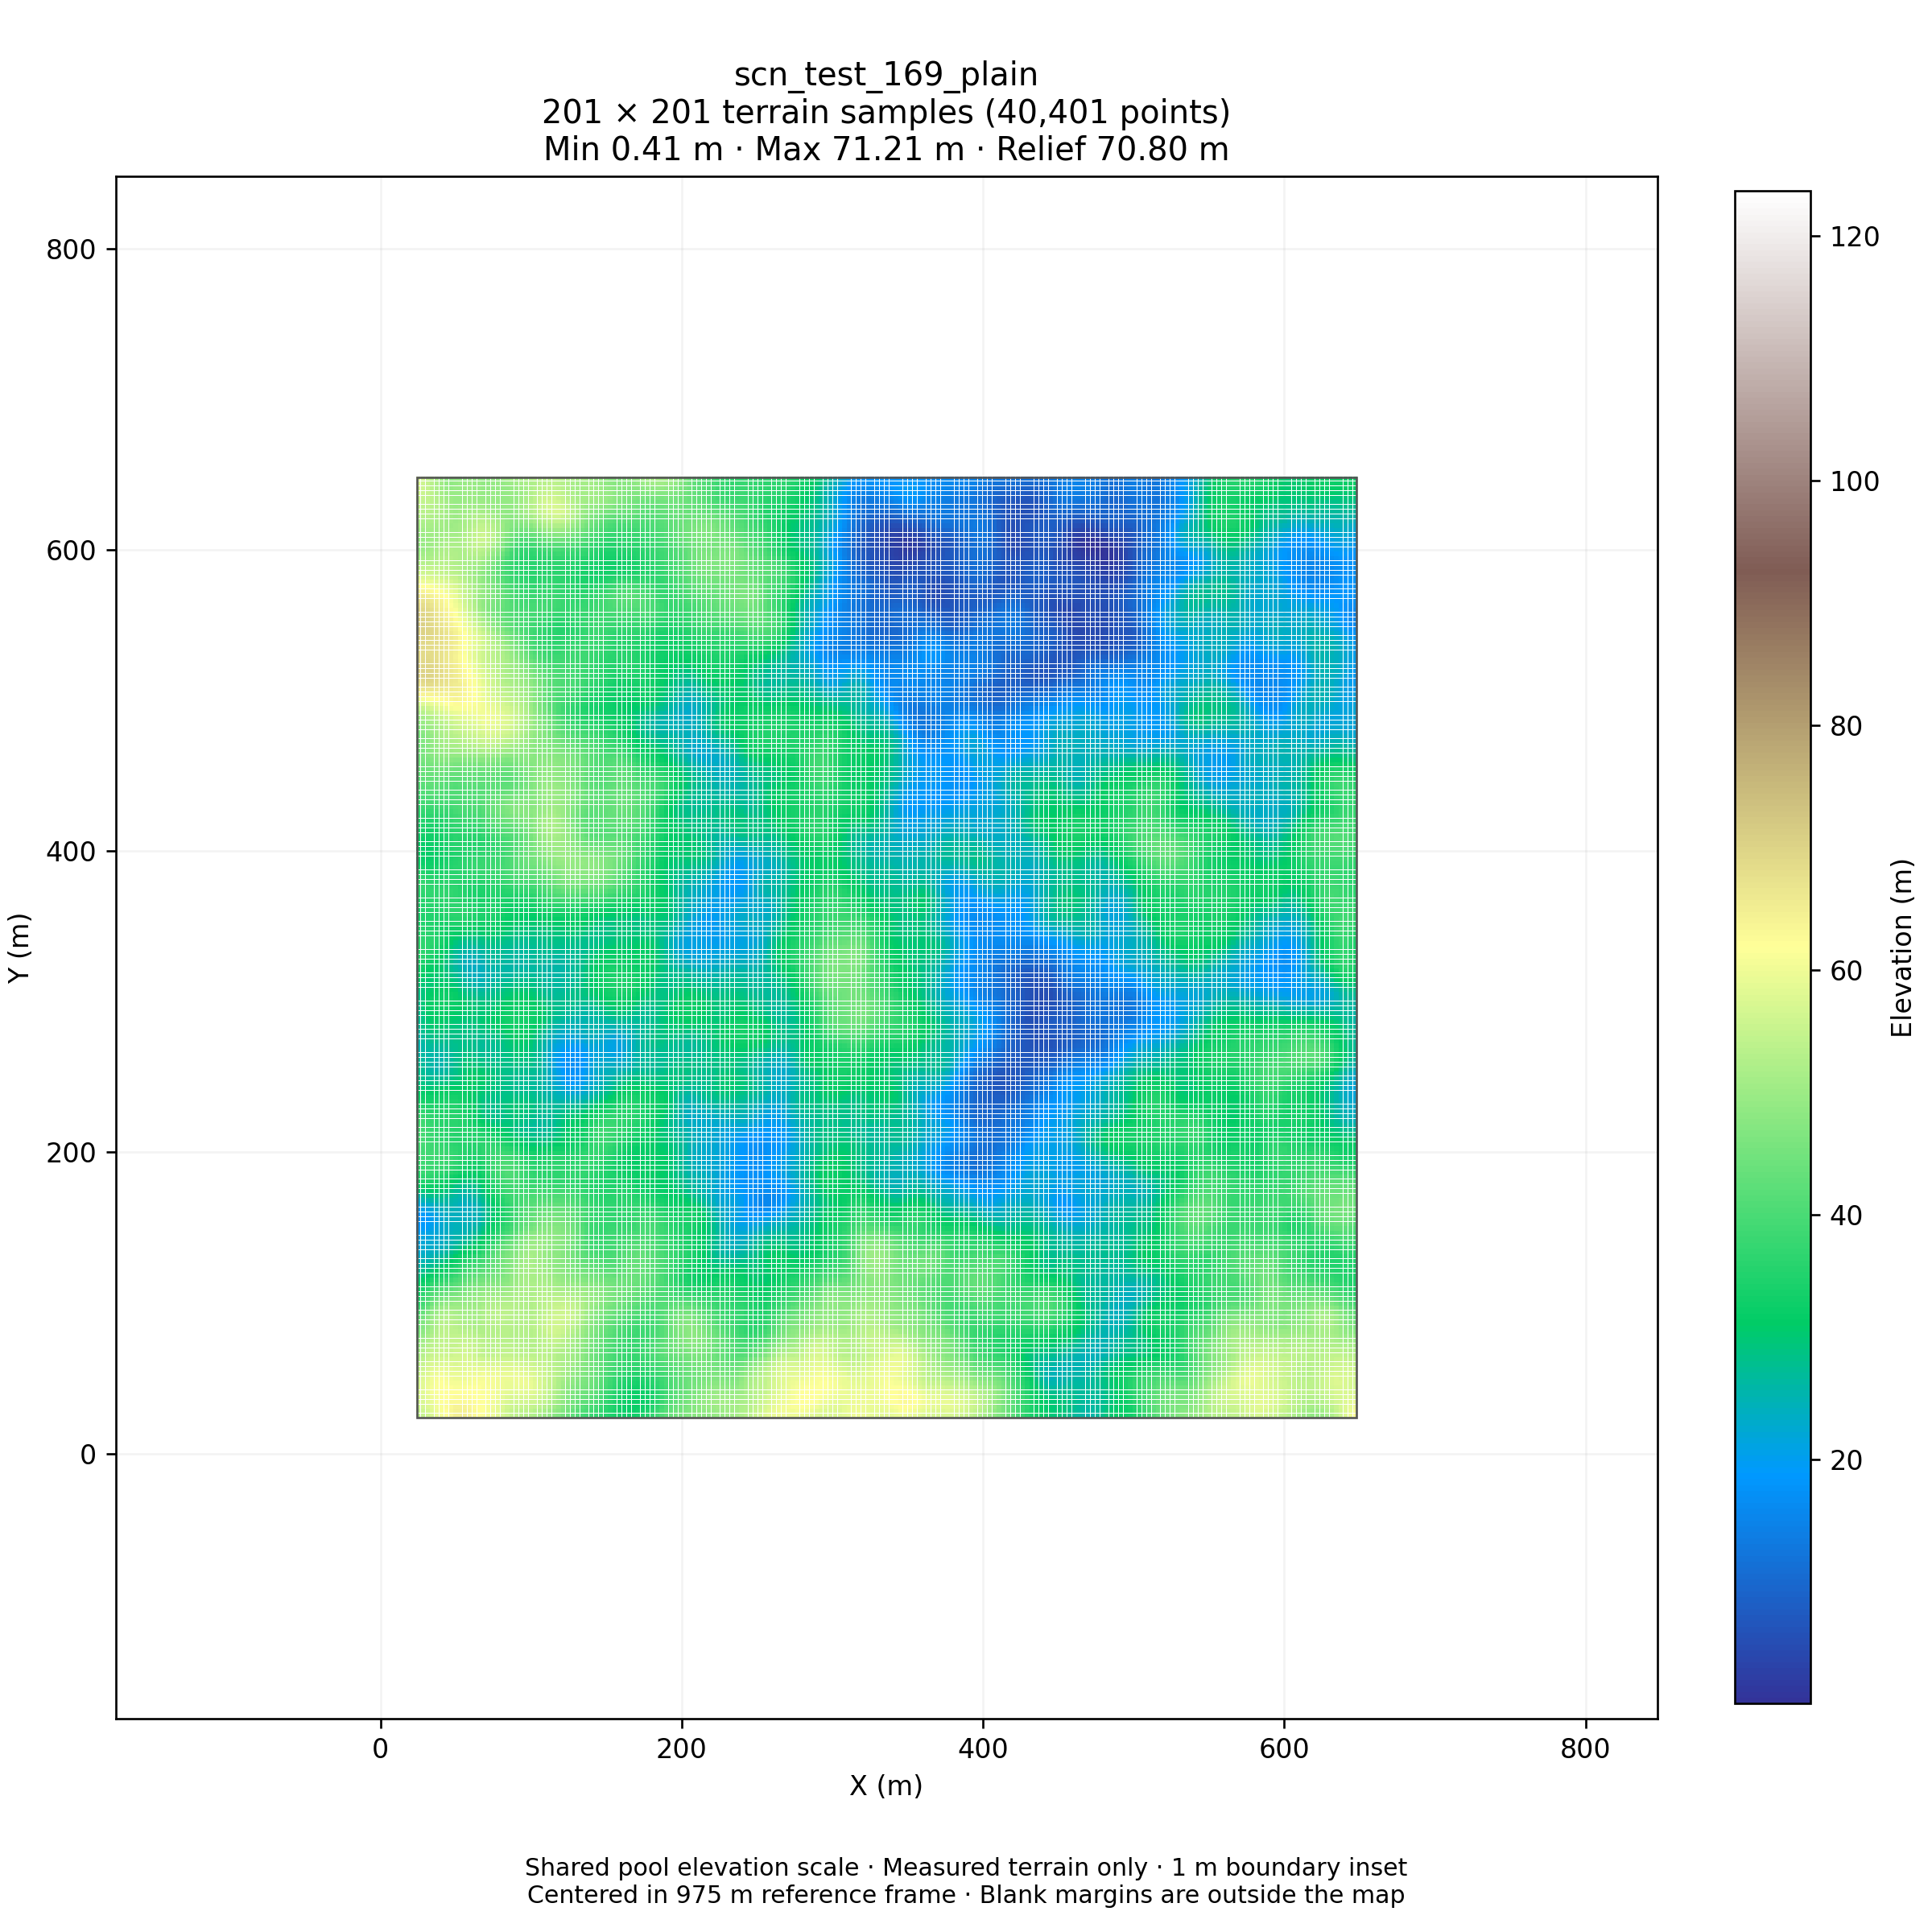 scn_test_169_plain
201 × 201 terrain samples (40,401 points)
Min 0.41 m · Max 71.21 m · Relief 70.80 m
800
600
400
200
0
Y (m)
0
200
400
600
800
X (m)
120
100
80
60
40
20
Elevation (m)
Shared pool elevation scale · Measured terrain only · 1 m boundary inset
Centered in 975 m reference frame · Blank margins are outside the map